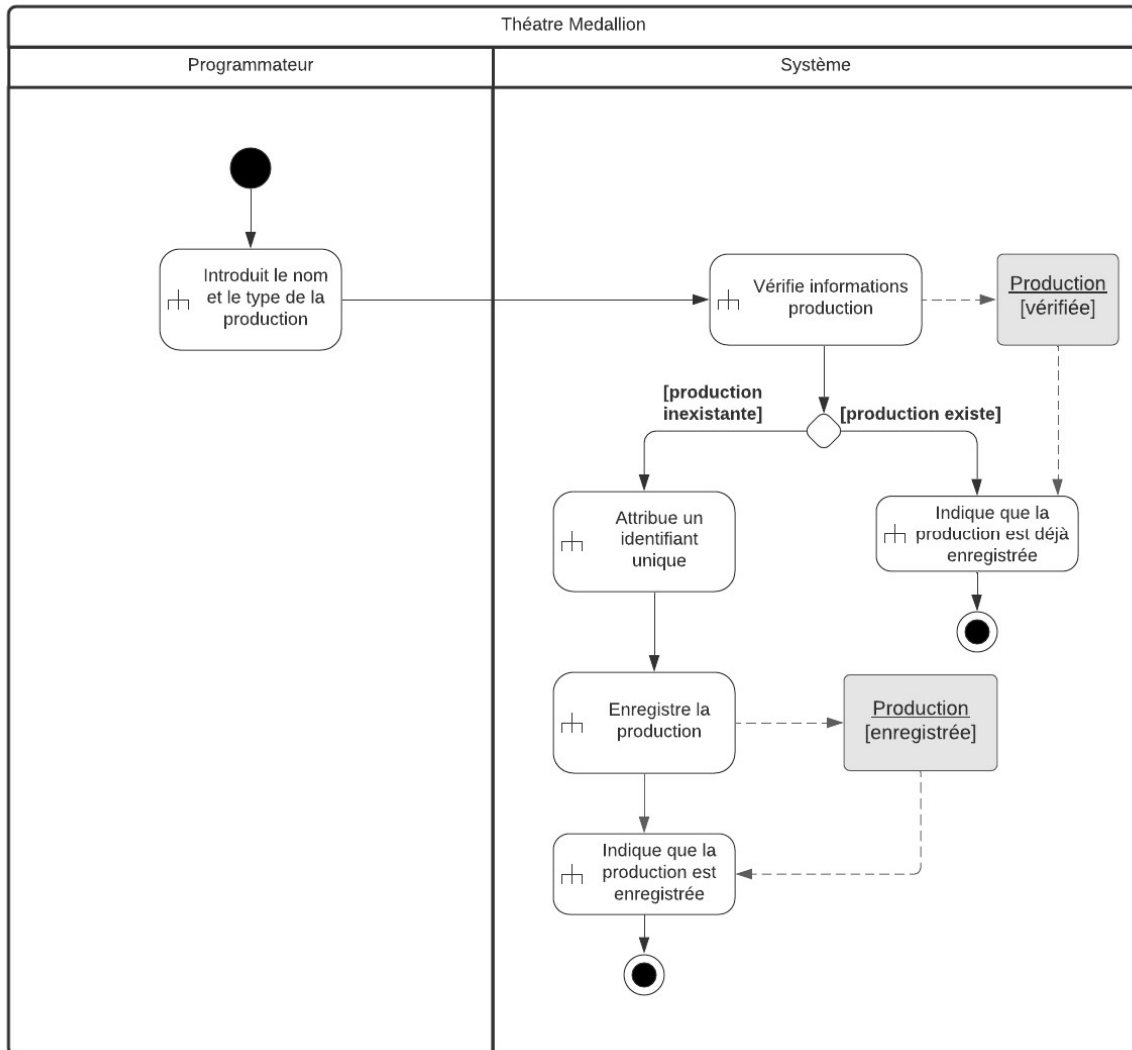 Théatre Medallion
Programmateur
Système
Introduit le nom
et le type de la
production
Vérifie informations
production
Production
[vérifiée]
[production
inexistante]
[production existe]
Attribue un
identifiant
unique
Indique que la
production est déjà
enregistrée
Enregistre la
production
Production
[enregistrée]
Indique que la
production est
enregistrée